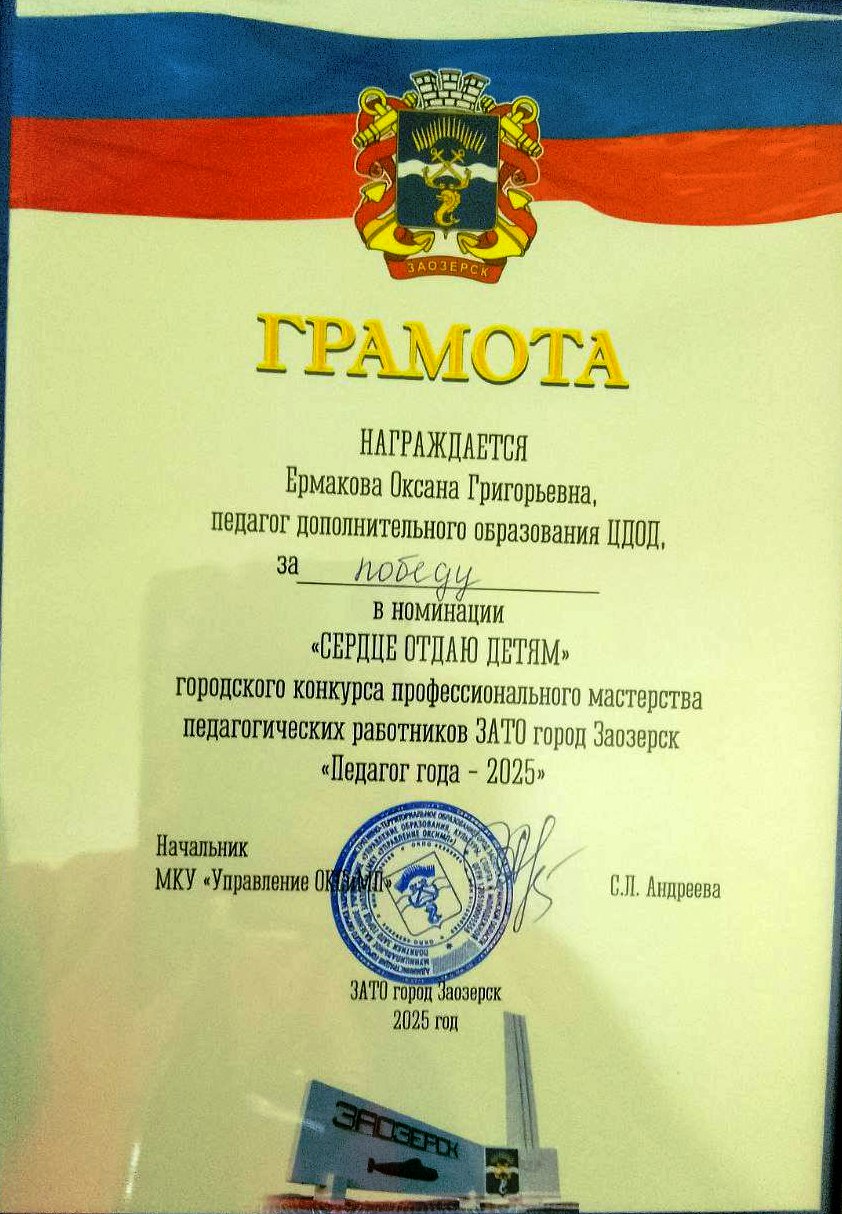 ЗАОЗЕРСК
ГРАМОТА
НАГРАЖДАЕТСЯ
Ермакова Оксана Григорьевна,
педагог дополнительного образования ЦДОД,
за победу
в номинации
«СЕРДЦЕ ОТДАЮ ДЕТЯМ»
городского конкурса профессионального мастерства
педагогических работников ЗАТО город Заозерск
«Педагог года - 2025»
Начальник
МКУ «Управление ОКСиМП»
С.Л. Андреева
ЗАТО город Заозерск
2025 год
ЗАОЗЕРСК